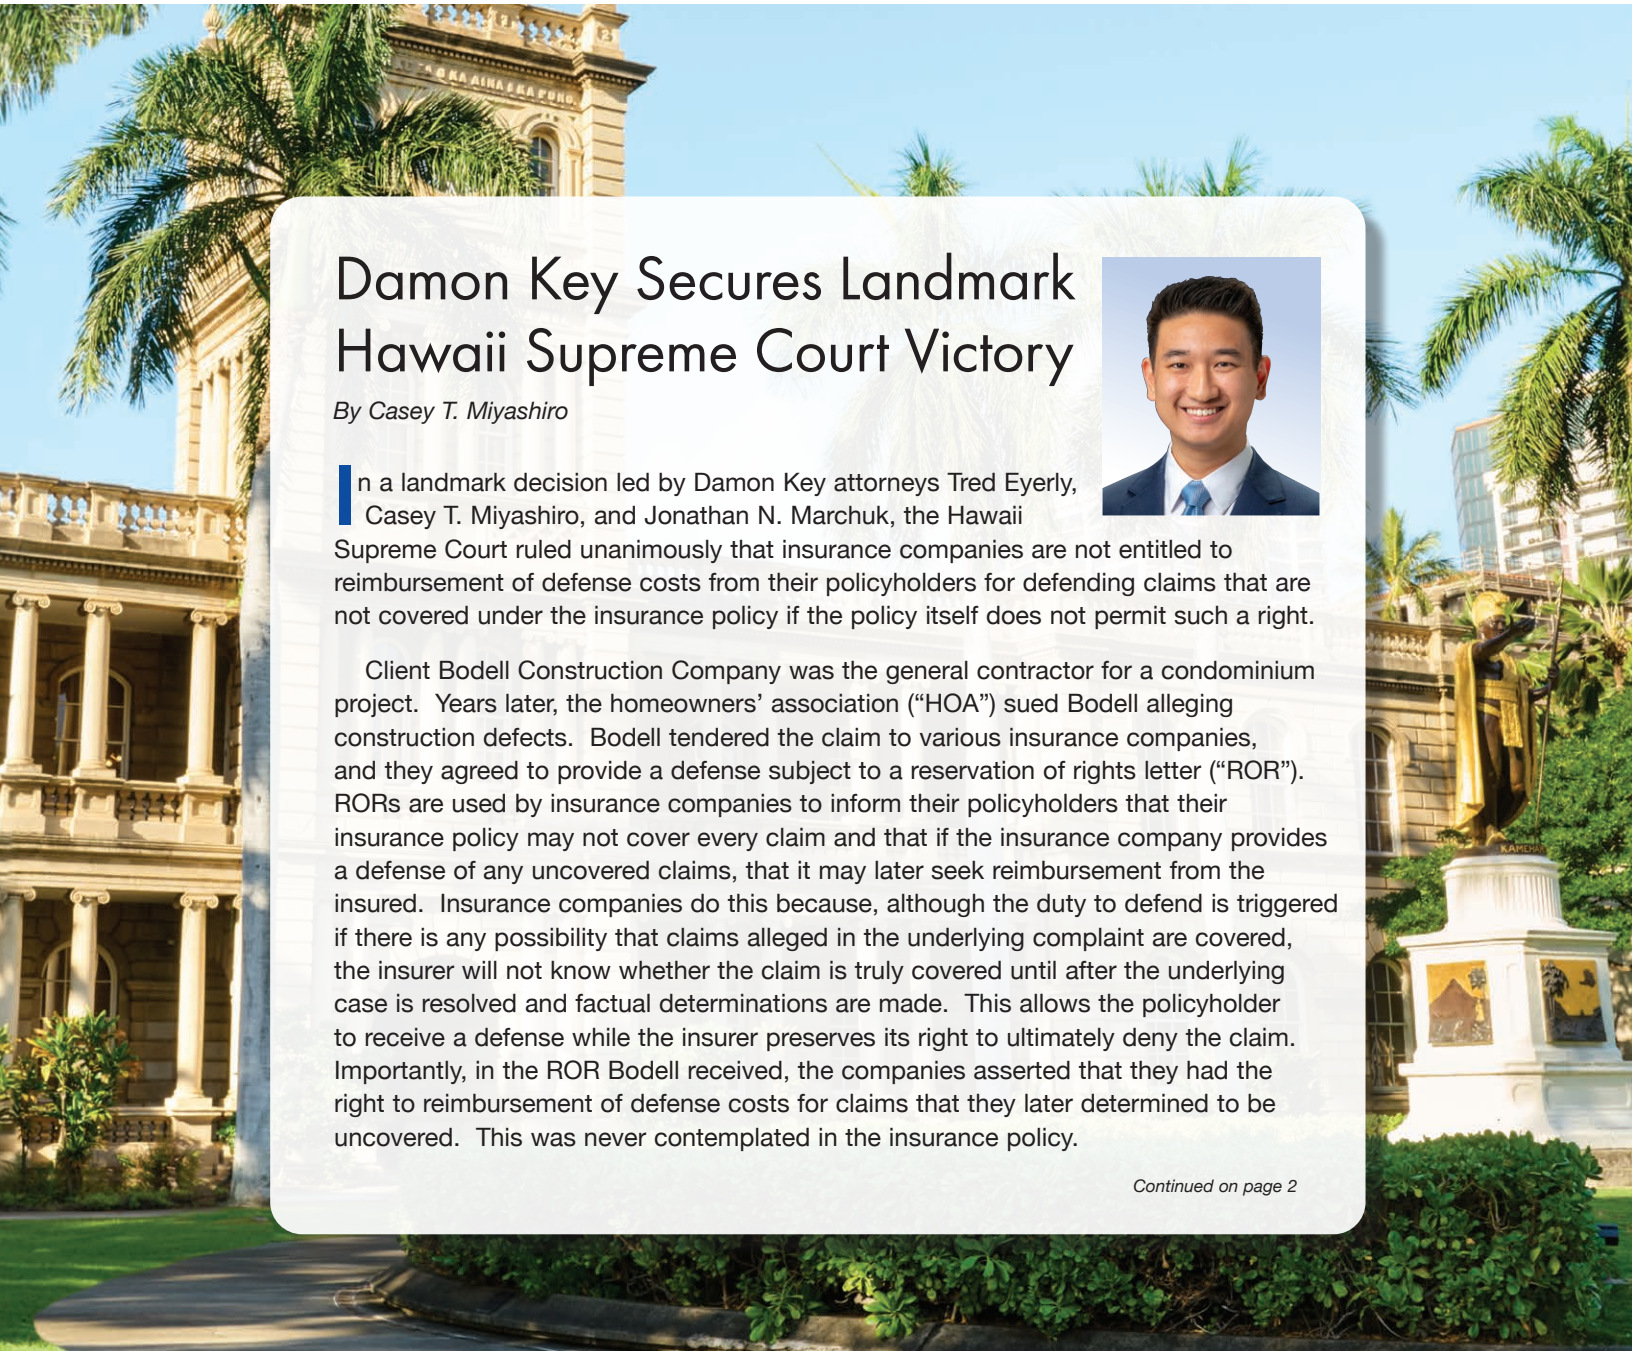 Damon Key Secures Landmark
Hawaii Supreme Court Victory
By Casey T. Miyashiro
In a landmark decision led by Damon Key attorneys Tred Eyerly,
Casey T. Miyashiro, and Jonathan N. Marchuk, the Hawaii
Supreme Court ruled unanimously that insurance companies are not entitled to
reimbursement of defense costs from their policyholders for defending claims that are
not covered under the insurance policy if the policy itself does not permit such a right.
Client Bodell Construction Company was the general contractor for a condominium
project.  Years later, the homeowners’ association (“HOA”) sued Bodell alleging
construction defects.  Bodell tendered the claim to various insurance companies,
and they agreed to provide a defense subject to a reservation of rights letter (“ROR”).
RORs are used by insurance companies to inform their policyholders that their
insurance policy may not cover every claim and that if the insurance company provides
a defense of any uncovered claims, that it may later seek reimbursement from the
insured.  Insurance companies do this because, although the duty to defend is triggered
if there is any possibility that claims alleged in the underlying complaint are covered,
the insurer will not know whether the claim is truly covered until after the underlying
case is resolved and factual determinations are made.  This allows the policyholder
to receive a defense while the insurer preserves its right to ultimately deny the claim.
Importantly, in the ROR Bodell received, the companies asserted that they had the
right to reimbursement of defense costs for claims that they later determined to be
uncovered.  This was never contemplated in the insurance policy.
Continued on page 2
KA AINA I KA PONO